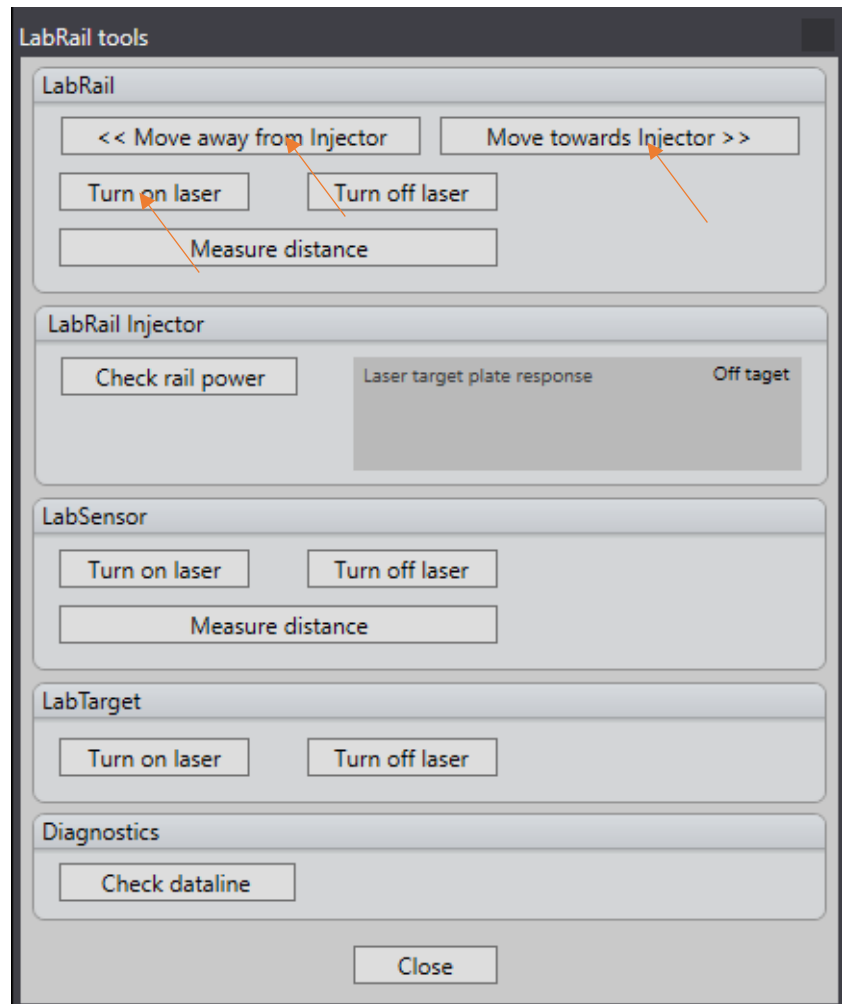 LabRail tools
LabRail
<< Move away from Injector
Move towards Injector >>
Turn on laser
Turn off laser
Measure distance
LabRail Injector
Check rail power
Laser target plate response
Off taget
LabSensor
Turn on laser
Turn off laser
Measure distance
LabTarget
Turn on laser
Turn off laser
Diagnostics
Check dataline
Close